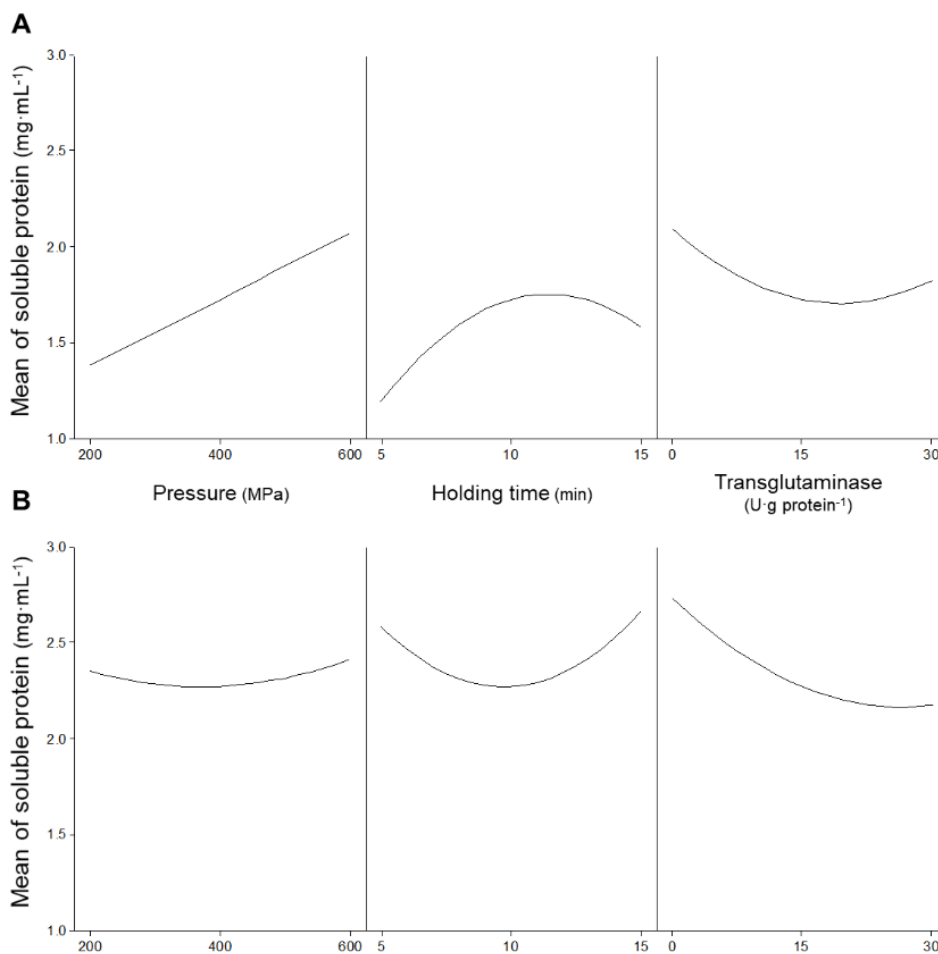 A
Mean of soluble protein (mg·mL⁻¹)
3.0
2.5
2.0
1.5
1.0
200 400 600 5 10 15 0 15 30
Pressure (MPa) Holding time (min) Transglutaminase
(U·g protein⁻¹)
B
Mean of soluble protein (mg·mL⁻¹)
3.0
2.5
2.0
1.5
1.0
200 400 600 5 10 15 0 15 30